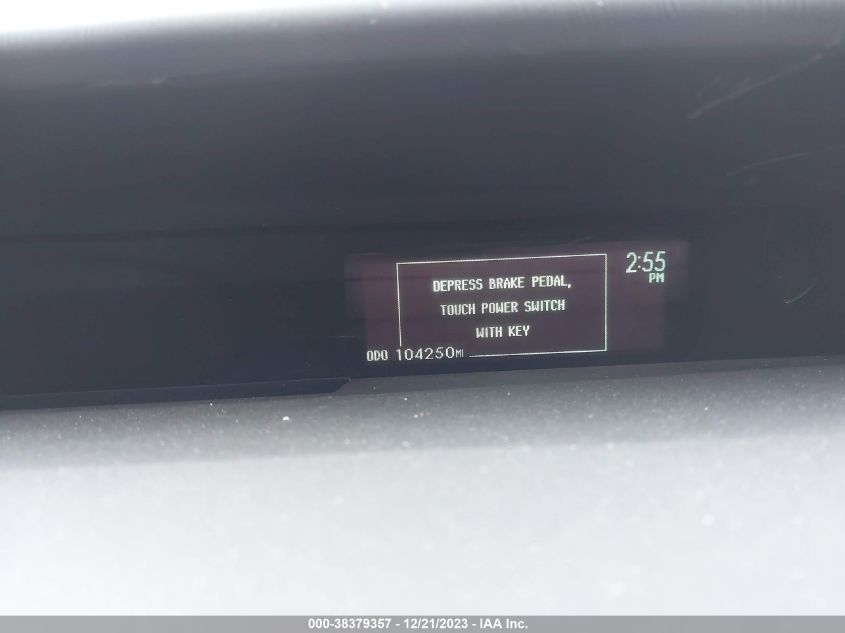 2:55
PM
DEPRESS BRAKE PEDAL,
TOUCH POWER SWITCH
WITH KEY
ODO 104250MI
000-38379357 - 12/21/2023 - IAA Inc.